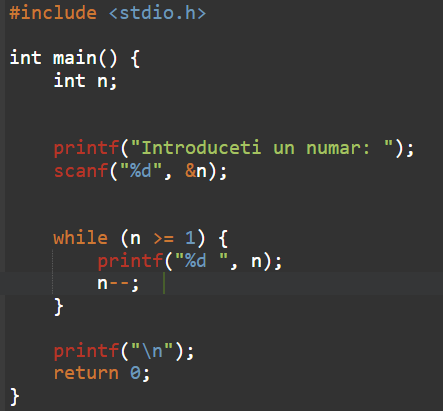 #include <stdio.h>
int main() {
int n;
printf("Introduceti un numar: ");
scanf("%d", &n);
while (n >= 1) {
printf("%d ", n);
n--;
}
printf("\n");
return 0;
}